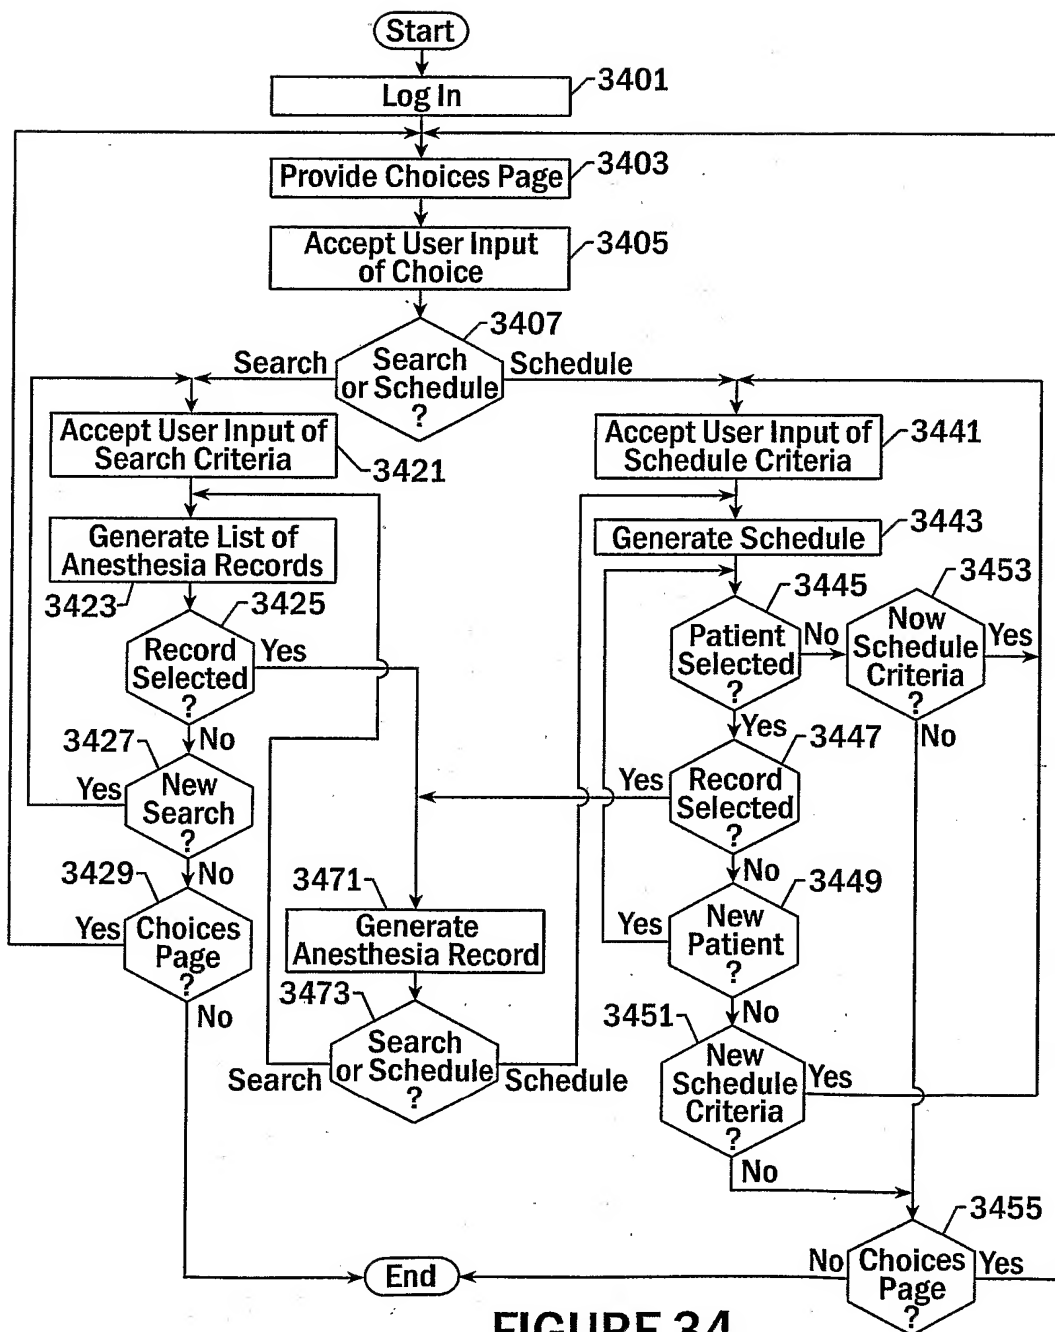 Start
Log In
3401
Provide Choices Page
3403
Accept User Input
of Choice
3405
3407
Search
or Schedule
?
Search
Schedule
Accept User Input of
Search Criteria
3421
Generate List of
Anesthesia Records
3423
3425
Record
Selected
?
Yes
No
3427
New
Search
?
Yes
No
3429
Choices
Page
?
Yes
No
3471
Generate
Anesthesia Record
3473
Search
or Schedule
?
Search
Schedule
Accept User Input of
Schedule Criteria
3441
Generate Schedule
3443
3445
Patient
Selected
?
No
Yes
3453
Now
Schedule
Criteria
?
Yes
No
3447
Record
Selected
?
Yes
No
3449
New
Patient
?
Yes
No
3451
New
Schedule
Criteria
?
Yes
No
3455
Choices
Page
?
No
Yes
End
FIGURE 34